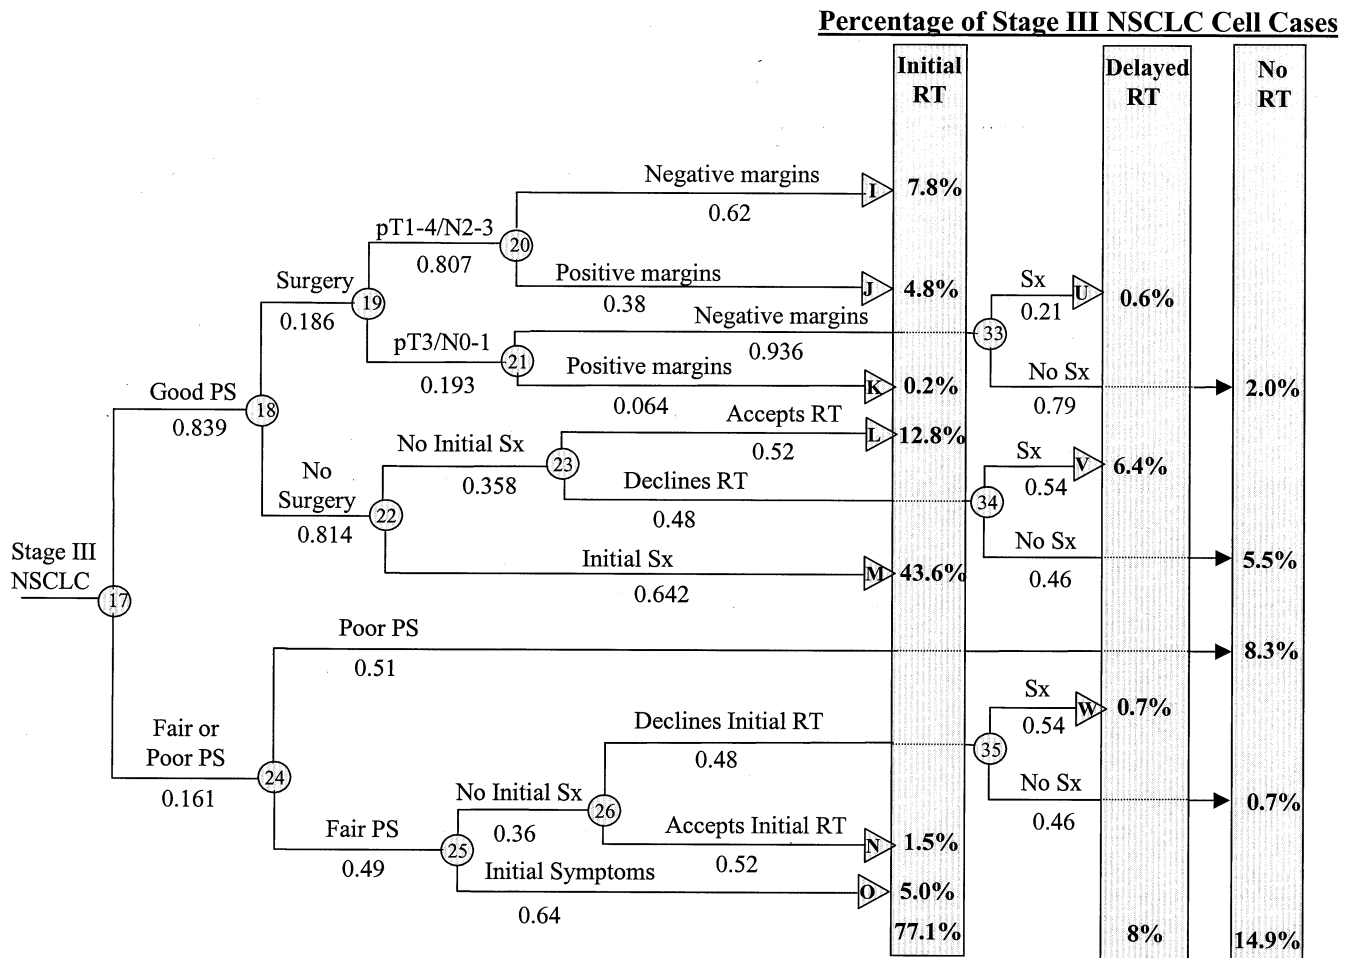 Percentage of Stage III NSCLC Cell Cases
Initial
RT
Delayed
RT
No
RT
Negative margins
I
7.8%
0.62
pT1-4/N2-3
20
0.807
Positive margins
J
4.8%
0.38
Surgery
19
0.186
Sx
U
0.6%
0.21
Negative margins
33
0.936
pT3/N0-1
21
0.193
Positive margins
K
0.2%
0.064
No Sx
2.0%
0.79
Good PS
18
0.839
Accepts RT
L
12.8%
0.52
No Initial Sx
23
0.358
Declines RT
0.48
Sx
V
6.4%
0.54
34
No Sx
5.5%
0.46
No
Surgery
22
0.814
Initial Sx
M
43.6%
0.642
Stage III
NSCLC
17
Poor PS
8.3%
0.51
Fair or
Poor PS
24
0.161
Declines Initial RT
0.48
Sx
W
0.7%
0.54
35
No Sx
0.7%
0.46
No Initial Sx
26
0.36
Fair PS
25
0.49
Accepts Initial RT
N
1.5%
0.52
Initial Symptoms
O
5.0%
0.64
77.1%
8%
14.9%